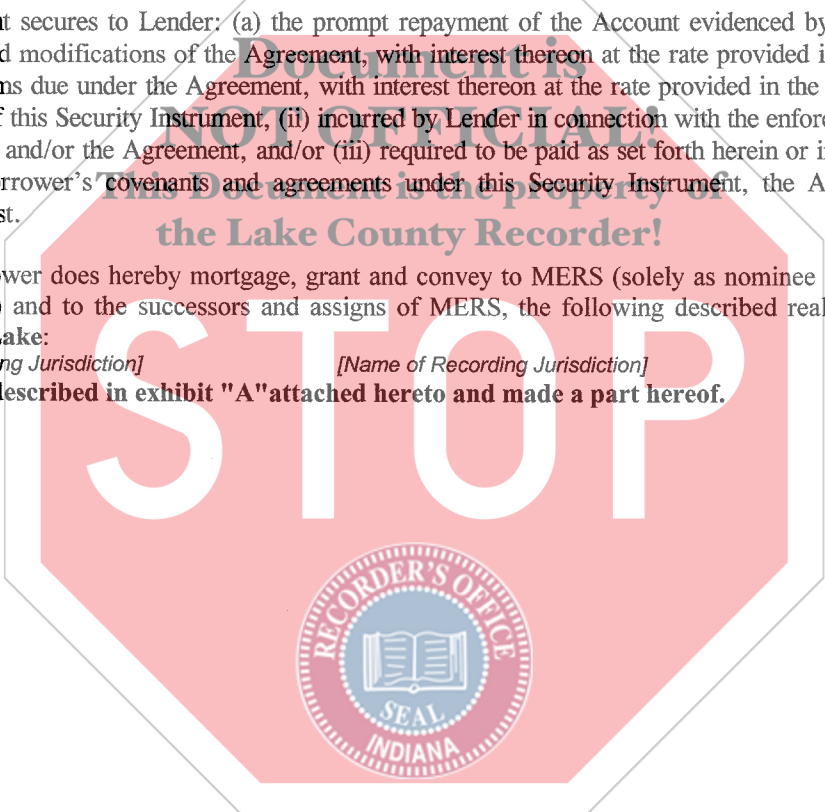 t secures to Lender: (a) the prompt repayment of the Account evidenced by
d modifications of the Agreement, with interest thereon at the rate provided i
ns due under the Agreement, with interest thereon at the rate provided in the
f this Security Instrument, (ii) incurred by Lender in connection with the enfor
and/or the Agreement, and/or (iii) required to be paid as set forth herein or i
rrower's covenants and agreements under this Security Instrument, the A
st.
Document is
NOT OFFICIAL!
This Document is the property of
the Lake County Recorder!
wer does hereby mortgage, grant and convey to MERS (solely as nominee
and to the successors and assigns of MERS, the following described real
ake:
ng Jurisdiction] [Name of Recording Jurisdiction]
described in exhibit "A"attached hereto and made a part hereof.
STOP
RECORDER'S OFFICE
SEAL
INDIANA